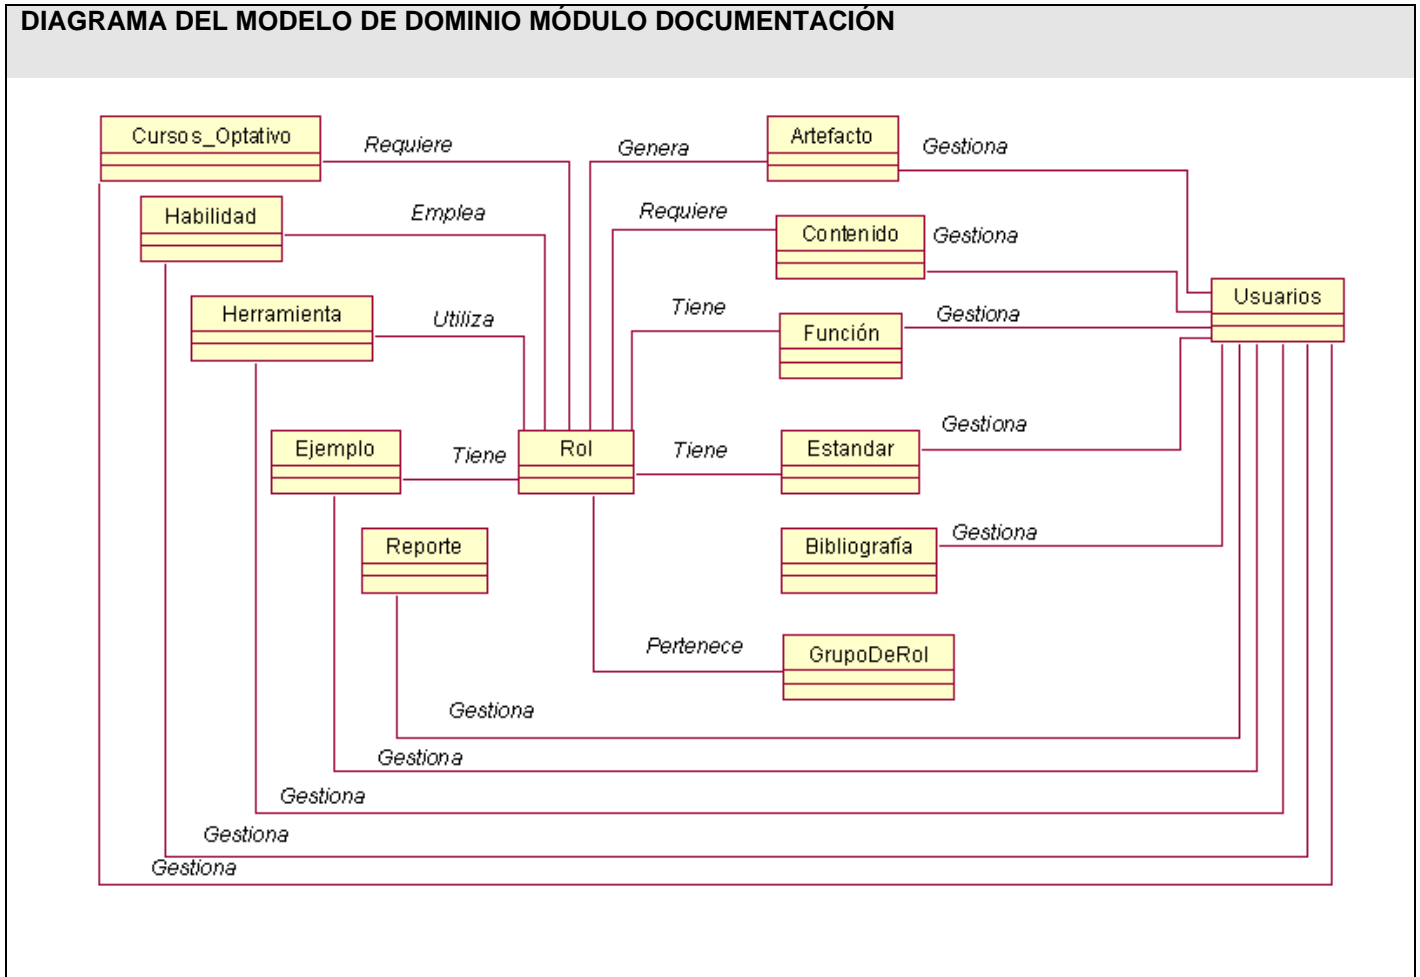 DIAGRAMA DEL MODELO DE DOMINIO MÓDULO DOCUMENTACIÓN
Cursos_Optativo
Requiere
Genera
Artefacto
Gestiona
Habilidad
Emplea
Requiere
Contenido
Gestiona
Herramienta
Utiliza
Tiene
Función
Gestiona
Usuarios
Ejemplo
Tiene
Rol
Tiene
Estandar
Gestiona
Reporte
Bibliografía
Gestiona
Pertenece
GrupoDeRol
Gestiona
Gestiona
Gestiona
Gestiona
Gestiona